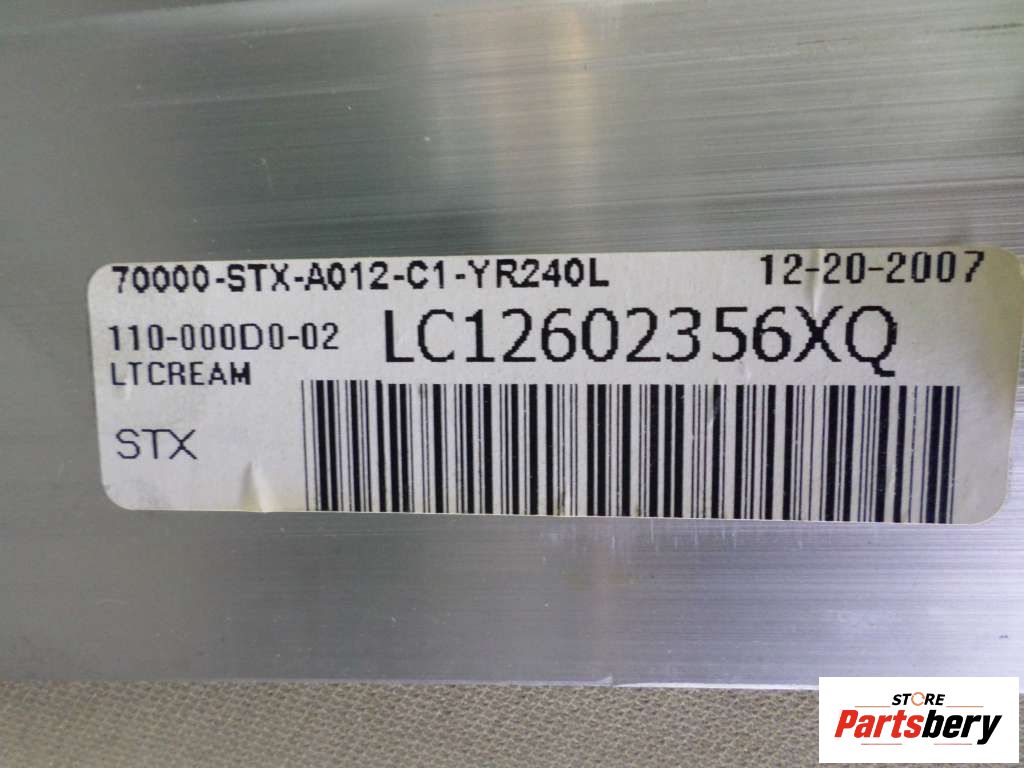 70000-STX-A012-C1-YR240L 12-20-2007
110-000D0-02 LC12602356XQ
LTCREAM
STX
STORE
Partsbery